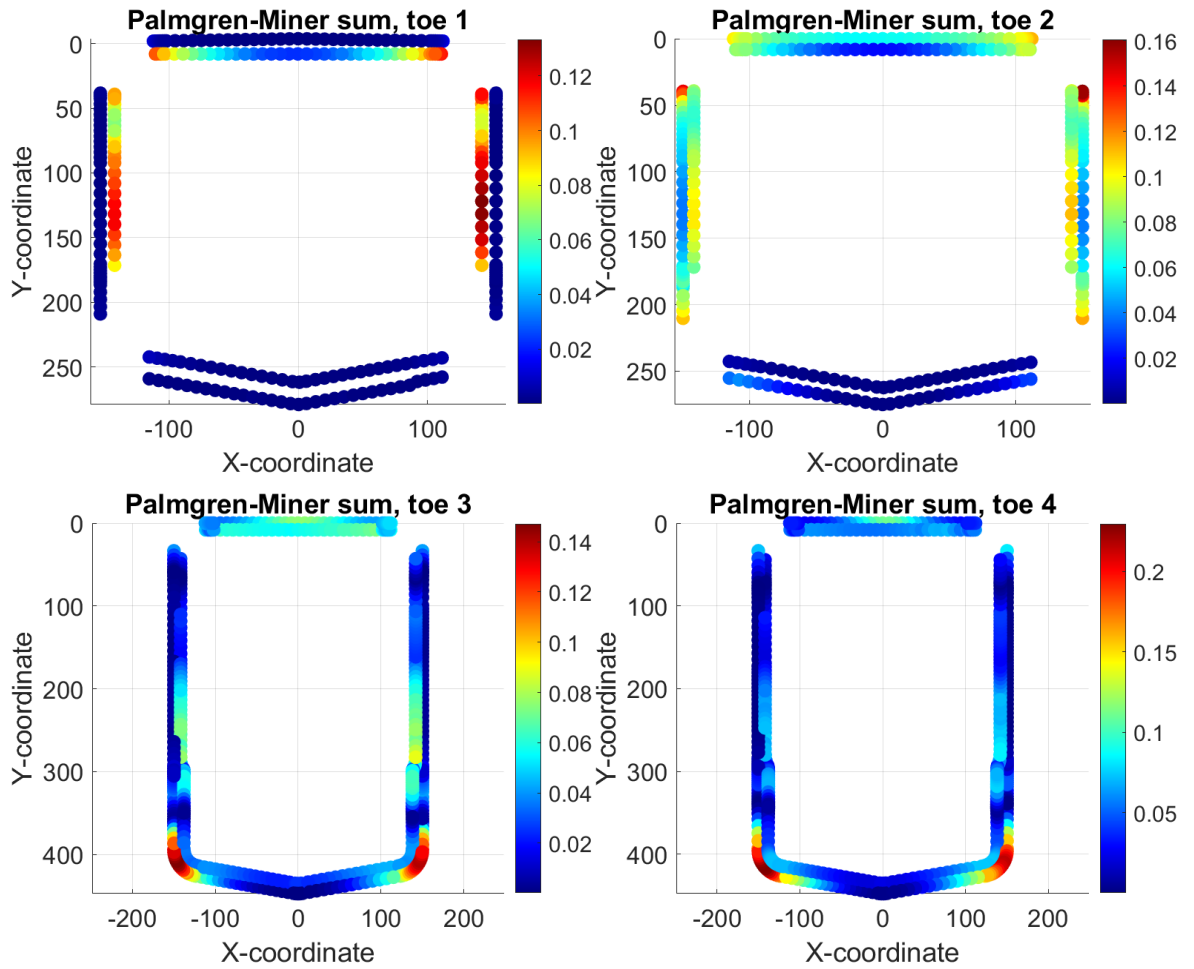 Palmgren-Miner sum, toe 1
0
50
100
150
200
250
Y-coordinate
-100 0 100
X-coordinate
0.12
0.1
0.08
0.06
0.04
0.02
Palmgren-Miner sum, toe 2
0
50
100
150
200
250
Y-coordinate
-100 0 100
X-coordinate
0.16
0.14
0.12
0.1
0.08
0.06
0.04
0.02
Palmgren-Miner sum, toe 3
0
100
200
300
400
Y-coordinate
-200 -100 0 100 200
X-coordinate
0.14
0.12
0.1
0.08
0.06
0.04
0.02
Palmgren-Miner sum, toe 4
0
100
200
300
400
Y-coordinate
-200 -100 0 100 200
X-coordinate
0.2
0.15
0.1
0.05